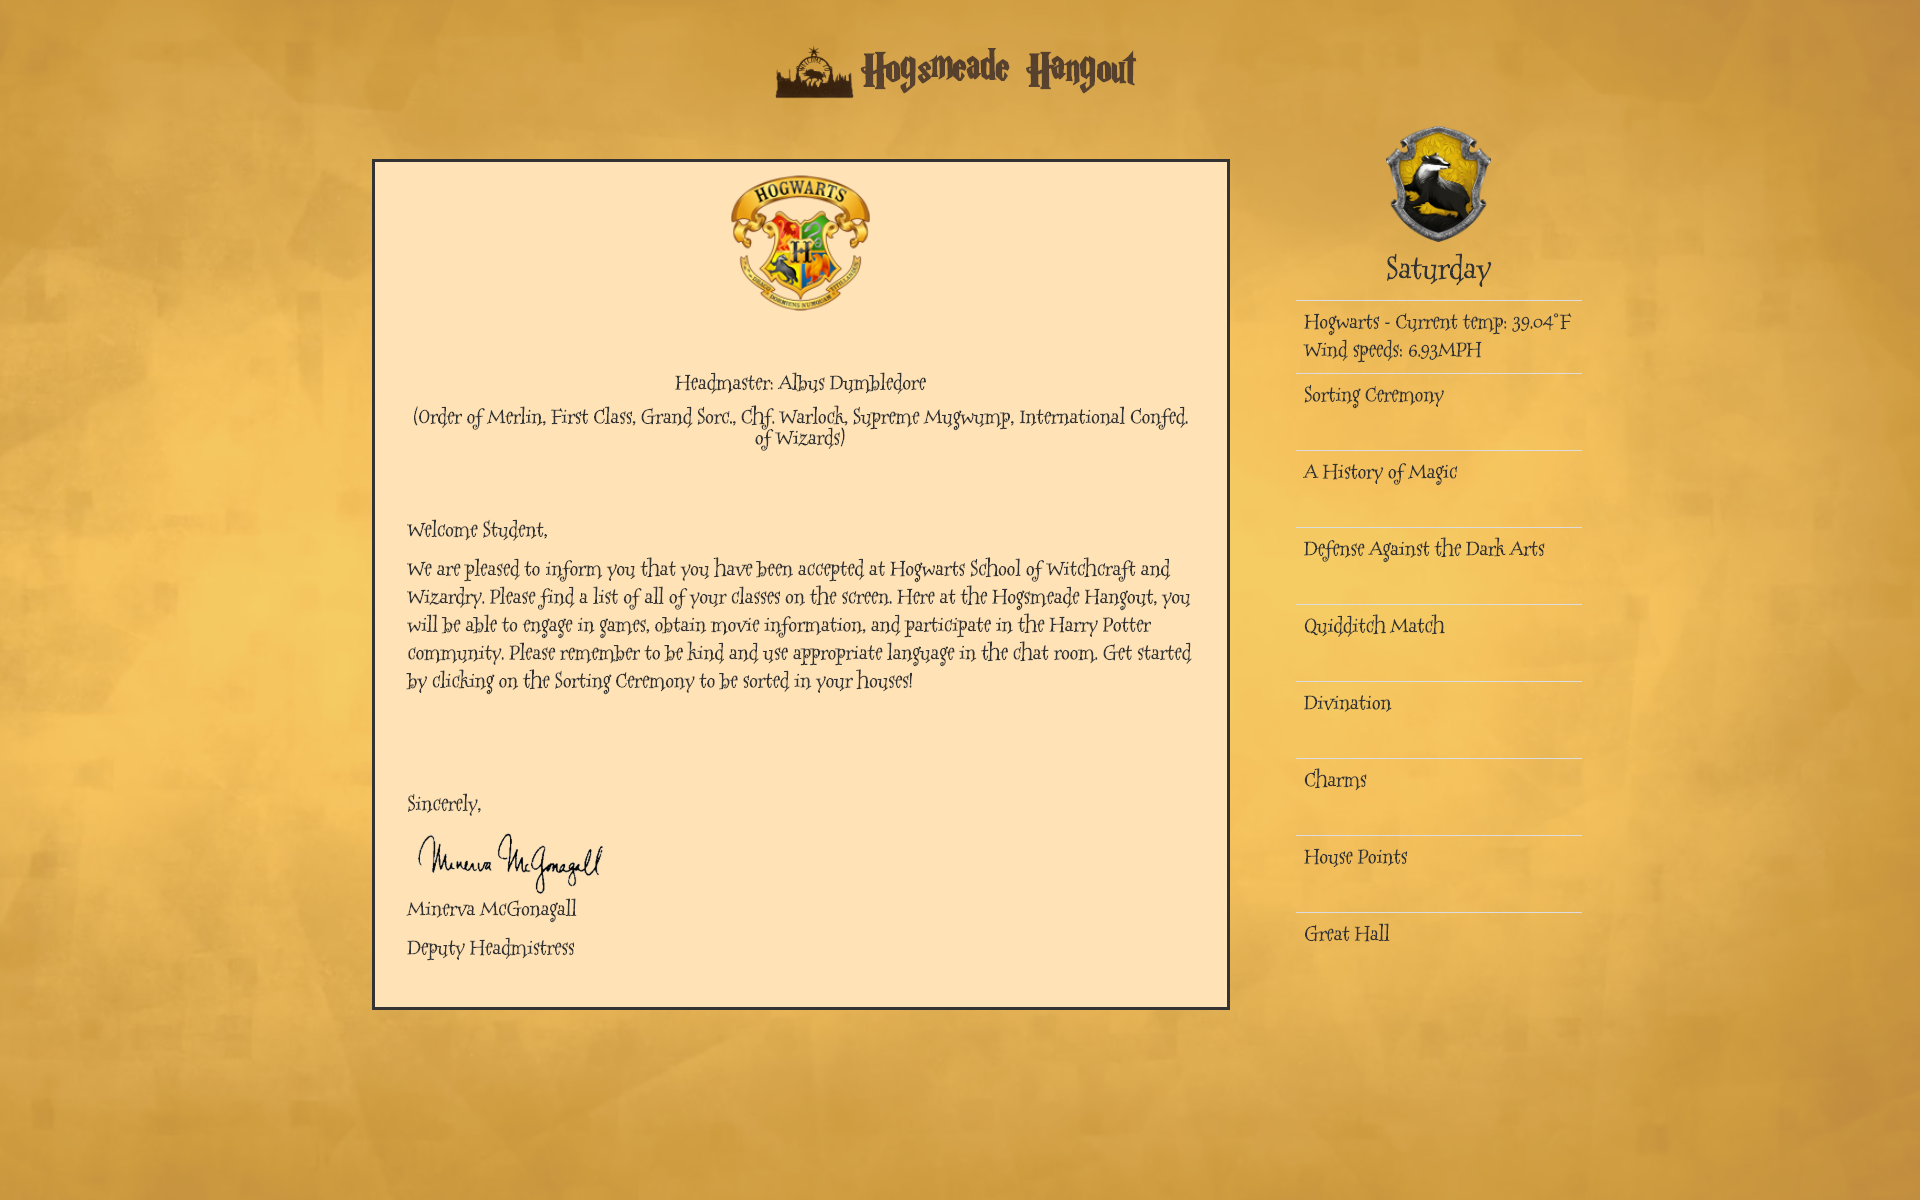 Hogsmeade Hangout
HOGWARTS
H
Headmaster: Albus Dumbledore
(Order of Merlin, First Class, Grand Sorc., Chf. Warlock, Supreme Mugwump, International Confed.
of Wizards)
Welcome Student,
We are pleased to inform you that you have been accepted at Hogwarts School of Witchcraft and
Wizardry. Please find a list of all of your classes on the screen. Here at the Hogsmeade Hangout, you
will be able to engage in games, obtain movie information, and participate in the Harry Potter
community. Please remember to be kind and use appropriate language in the chat room. Get started
by clicking on the Sorting Ceremony to be sorted in your houses!
Sincerely,
Minerva McGonagall
Minerva McGonagall
Deputy Headmistress
Saturday
Hogwarts - Current temp: 39.04°F
Wind speeds: 6.93MPH
Sorting Ceremony
A History of Magic
Defense Against the Dark Arts
Quidditch Match
Divination
Charms
House Points
Great Hall